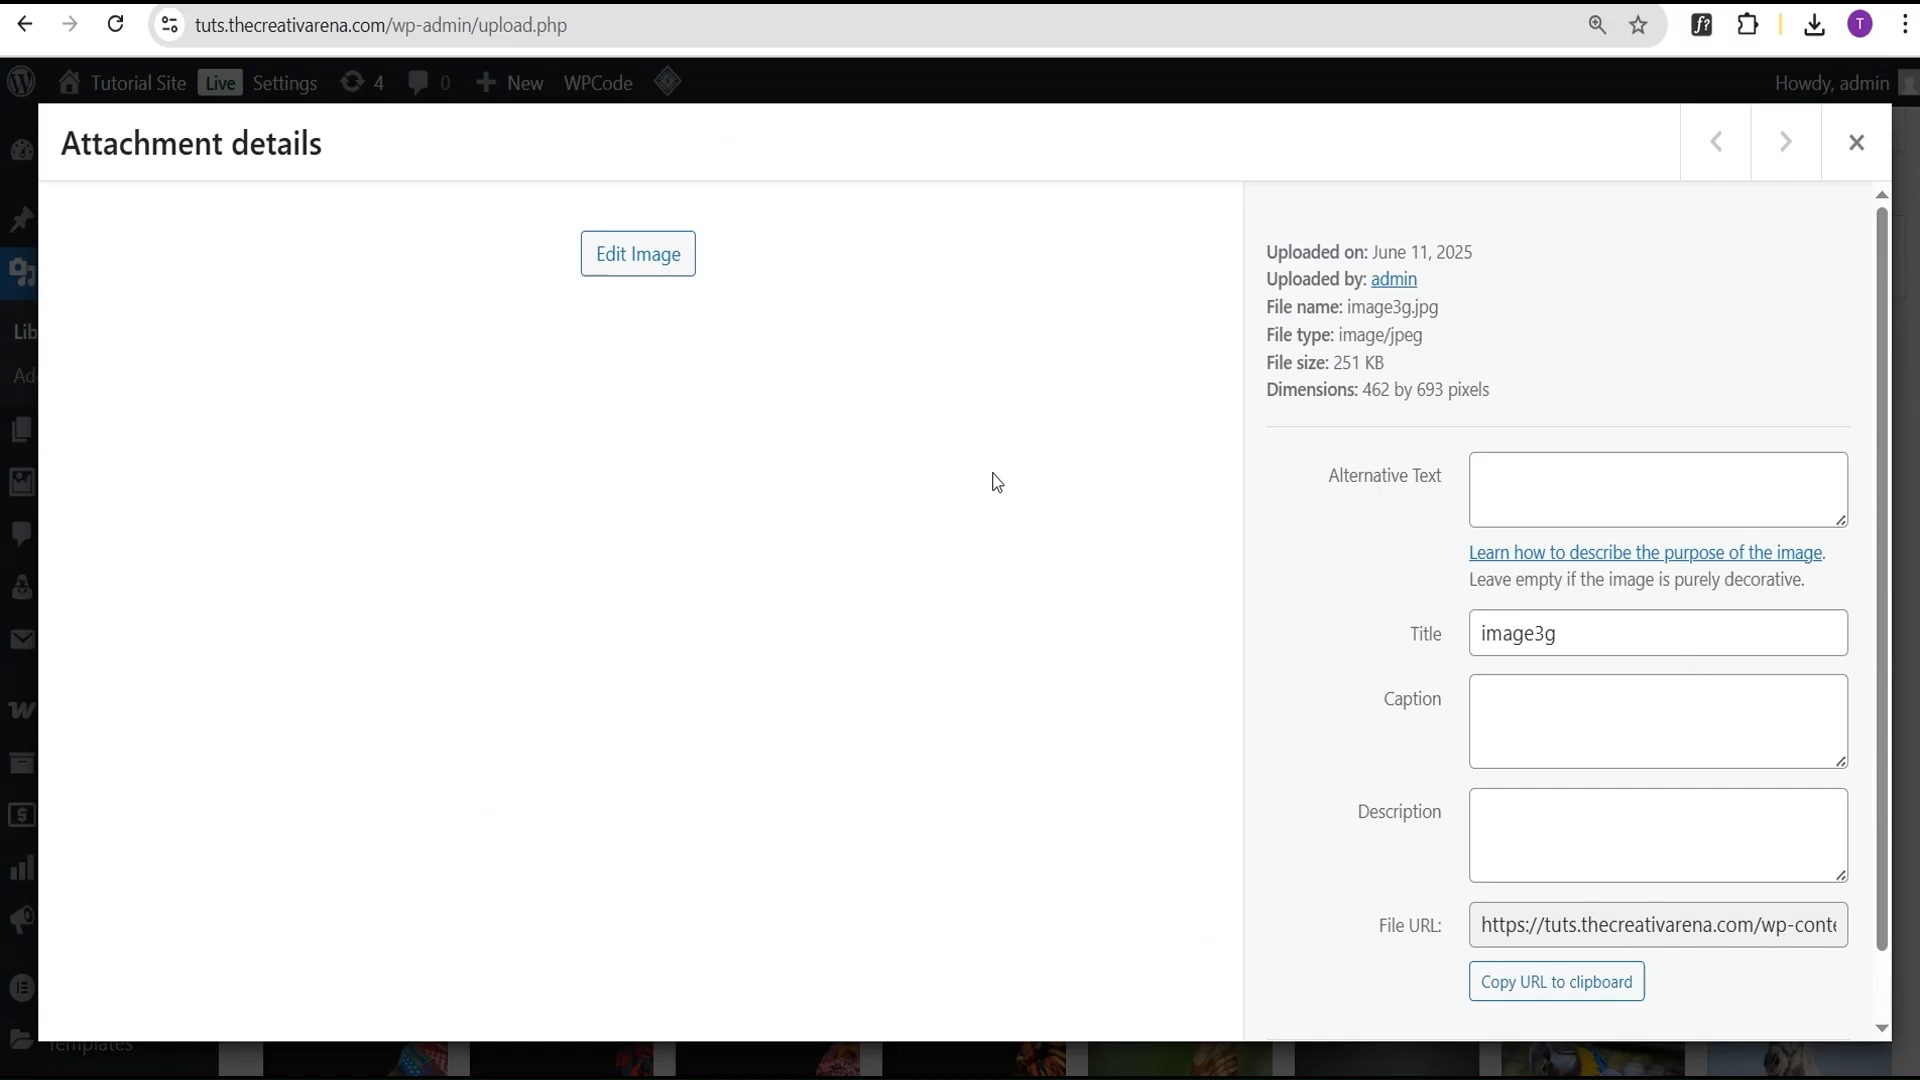 tuts.thecreativarena.com/wp-admin/upload.php
T
Tutorial Site Live Settings 4 0 New WPCode
Howdy, admin
Attachment details
Edit Image
Uploaded on: June 11, 2025
Uploaded by: admin
File name: image3g.jpg
File type: image/jpeg
File size: 251 KB
Dimensions: 462 by 693 pixels
Alternative Text
Learn how to describe the purpose of the image.
Leave empty if the image is purely decorative.
Title
image3g
Caption
Description
File URL:
https://tuts.thecreativarena.com/wp-conte
Copy URL to clipboard
Lib
Ad
Templates